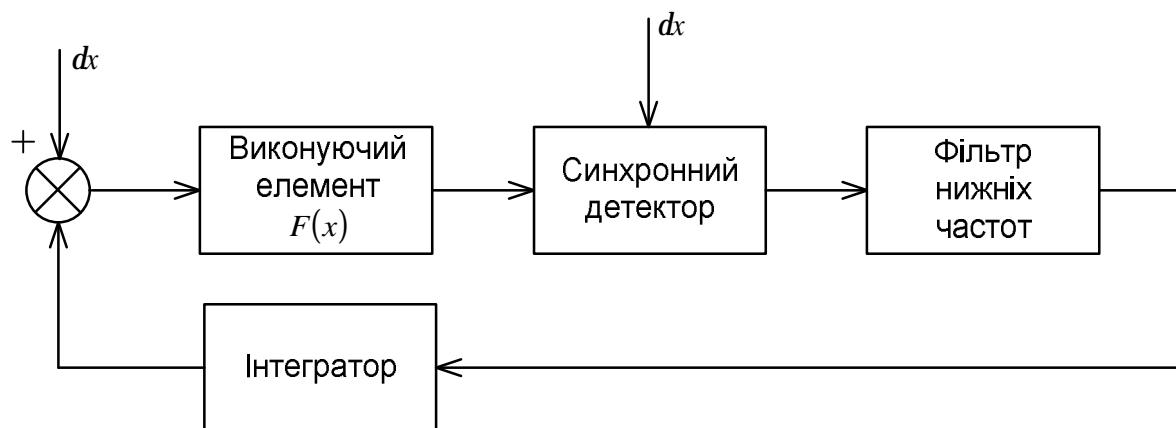 dx
dx
+
Виконуючий
елемент
F(x)
Синхронний
детектор
Фільтр
нижніх
частот
Інтегратор